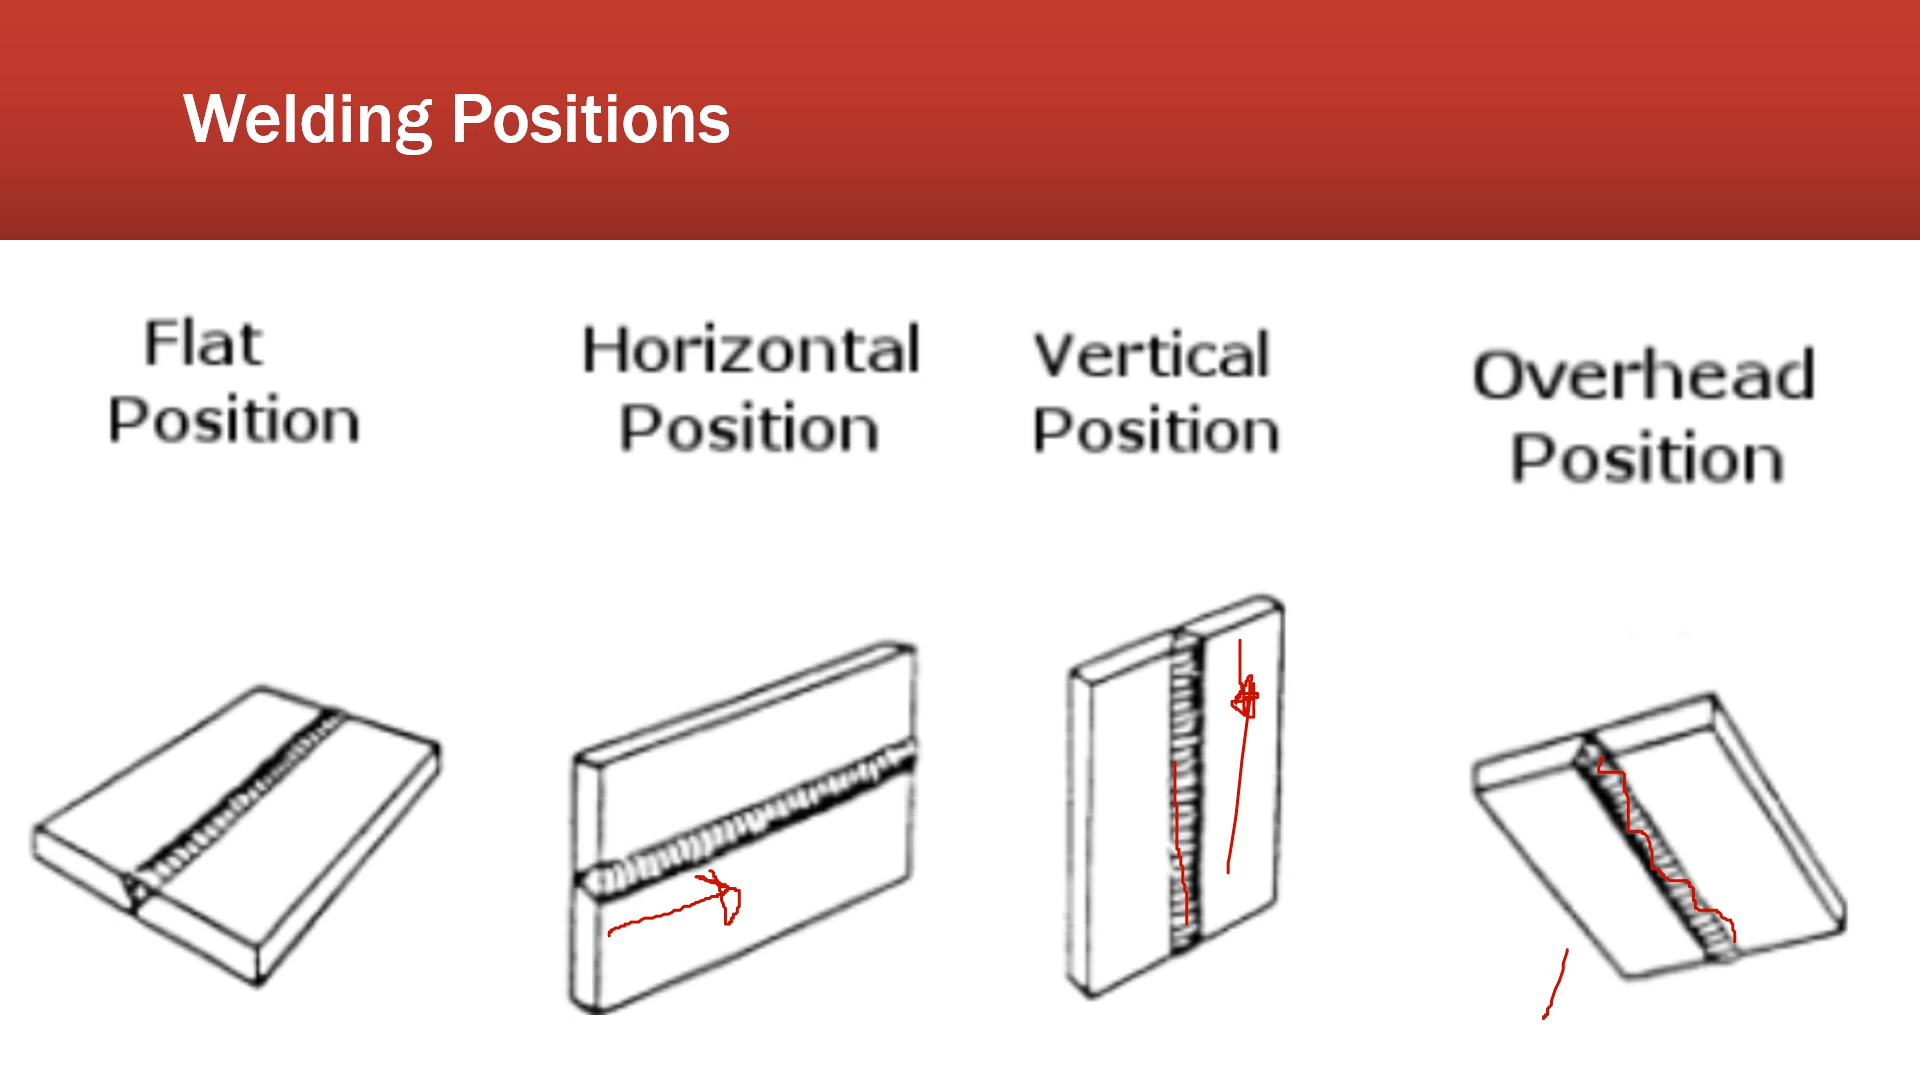 Welding Positions
Flat
Position
Horizontal
Position
Vertical
Position
Overhead
Position